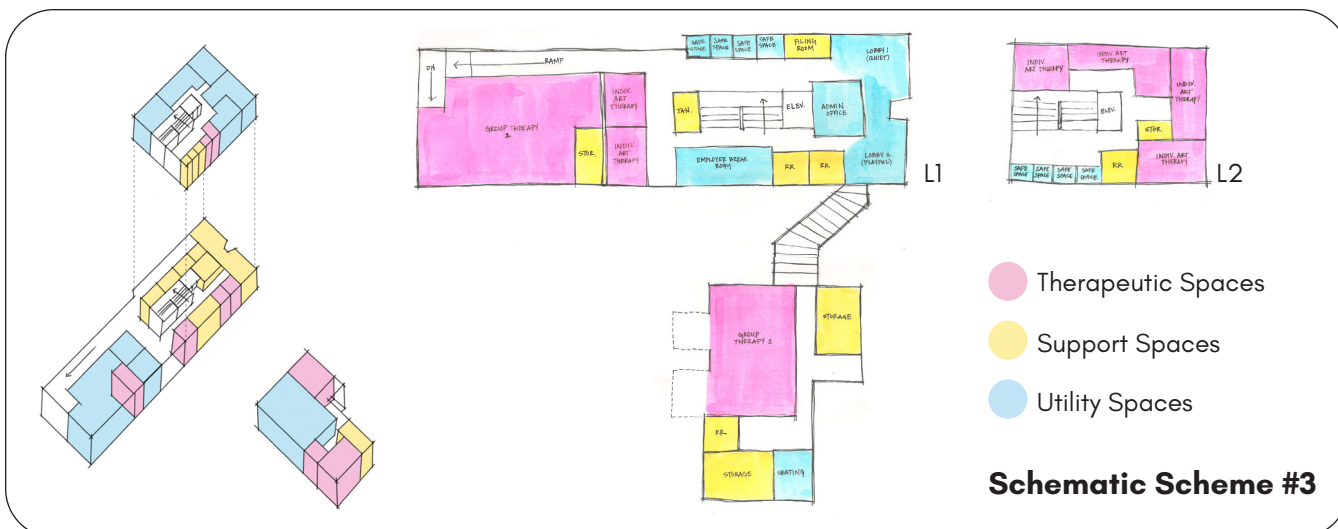 SAFE
SPACE
SAFE
SPACE
SAFE
SPACE
SAFE
SPACE
FILING
ROOM
LOBBY 1
(QUIET)
DN
RAMP
INDIV.
ART
THERAPY
GROUP THERAPY
2
STOR.
INDIV.
ART
THERAPY
JAN.
ELEV.
ADMIN
OFFICE
EMPLOYEE BREAK
ROOM
RR
RR
LOBBY 2
(PLAYFUL)
L1
INDIV.
ART THERAPY
INDIV.
ART THERAPY
INDIV.
ART
THERAPY
ELEV.
STOR.
INDIV. ART
THERAPY
SAFE
SPACE
SAFE
SPACE
SAFE
SPACE
SAFE
SPACE
RR
L2
GROUP
THERAPY 1
STORAGE
RR
STORAGE
SEATING
Therapeutic Spaces
Support Spaces
Utility Spaces
Schematic Scheme #3